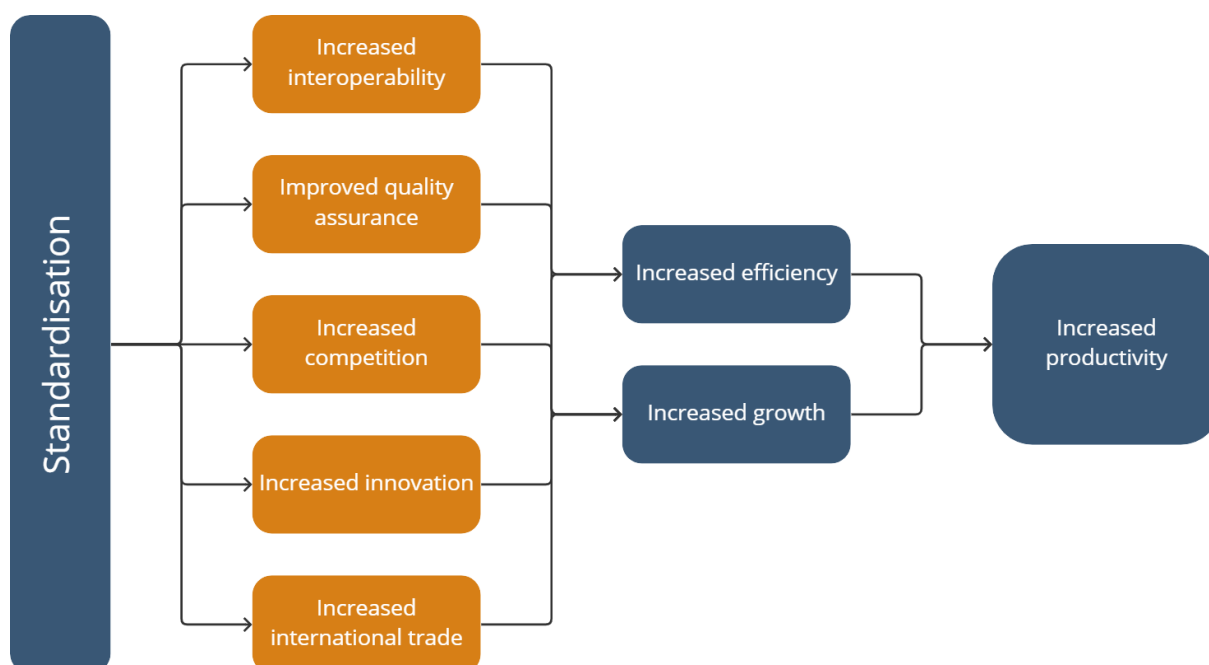 Standardisation
Increased
interoperability
Improved quality
assurance
Increased
competition
Increased innovation
Increased
international trade
Increased efficiency
Increased growth
Increased
productivity